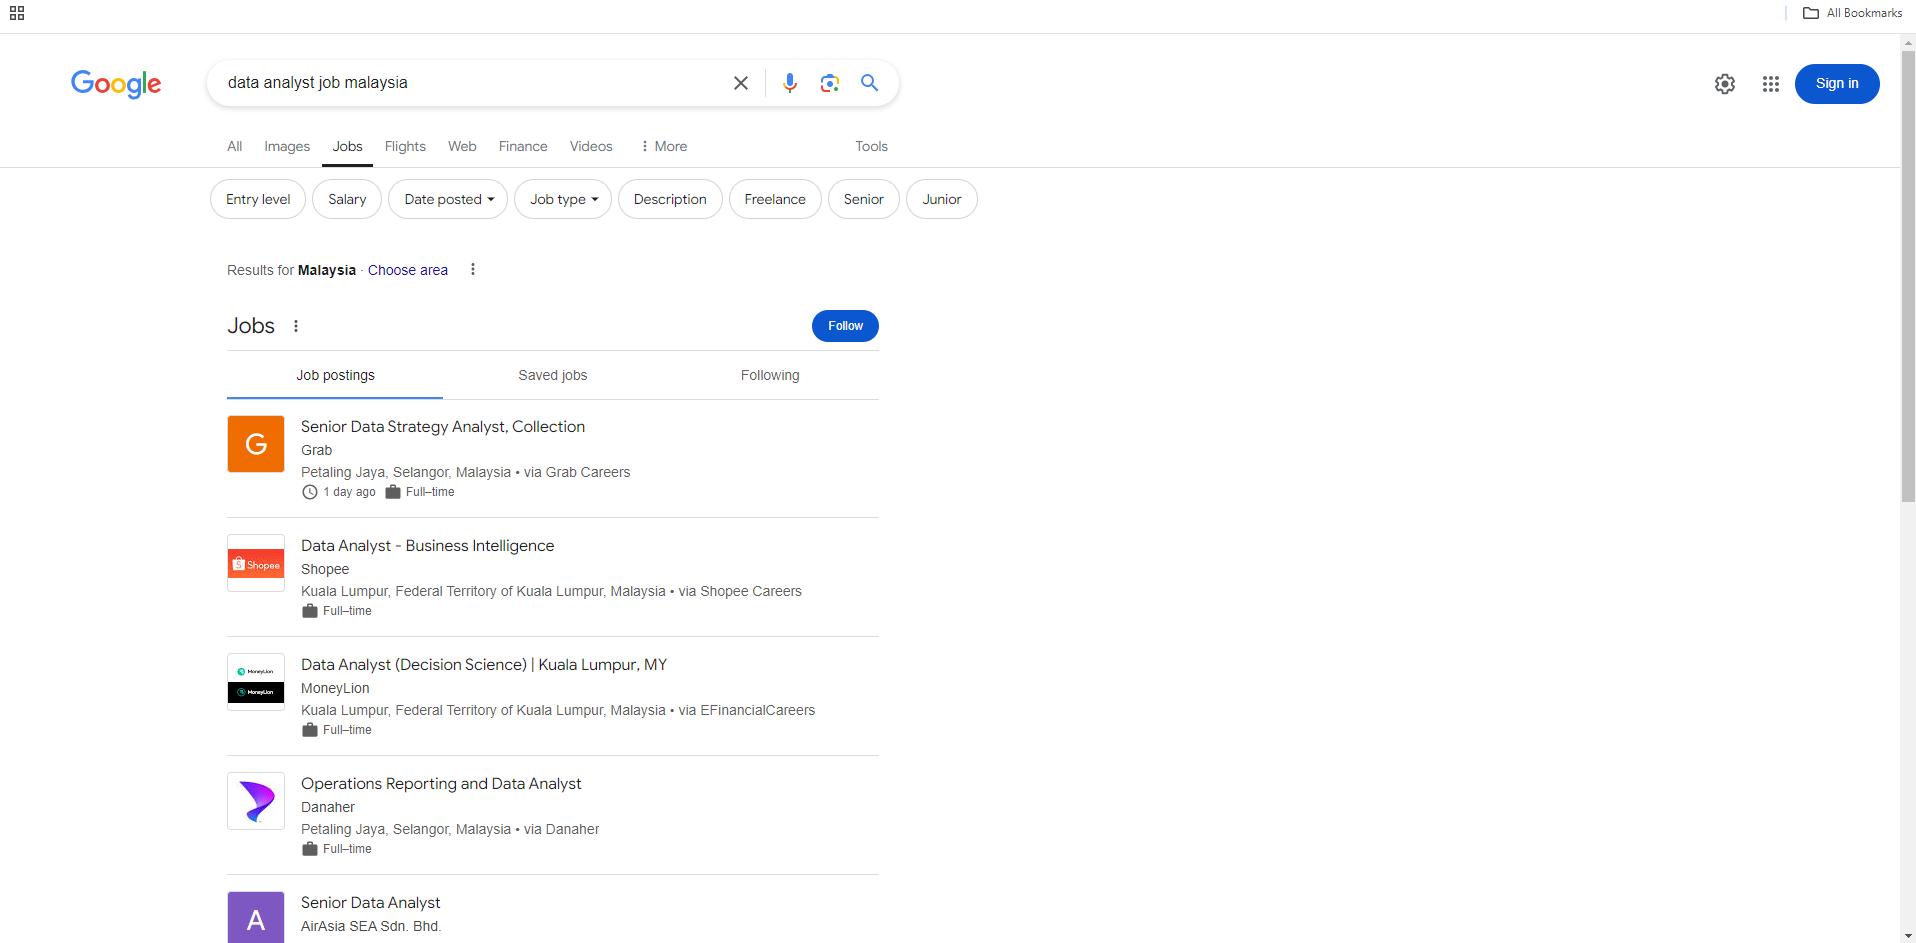 All Bookmarks
Google
data analyst job malaysia
Sign in
All Images Jobs Flights Web Finance Videos More Tools
Entry level Salary Date posted Job type Description Freelance Senior Junior
Results for Malaysia · Choose area
Jobs
Follow
Job postings Saved jobs Following
G
Senior Data Strategy Analyst, Collection
Grab
Petaling Jaya, Selangor, Malaysia • via Grab Careers
1 day ago Full–time
Shopee
Data Analyst - Business Intelligence
Shopee
Kuala Lumpur, Federal Territory of Kuala Lumpur, Malaysia • via Shopee Careers
Full–time
MoneyLion
MoneyLion
Data Analyst (Decision Science) | Kuala Lumpur, MY
MoneyLion
Kuala Lumpur, Federal Territory of Kuala Lumpur, Malaysia • via EFinancialCareers
Full–time
Operations Reporting and Data Analyst
Danaher
Petaling Jaya, Selangor, Malaysia • via Danaher
Full–time
A
Senior Data Analyst
AirAsia SEA Sdn. Bhd.